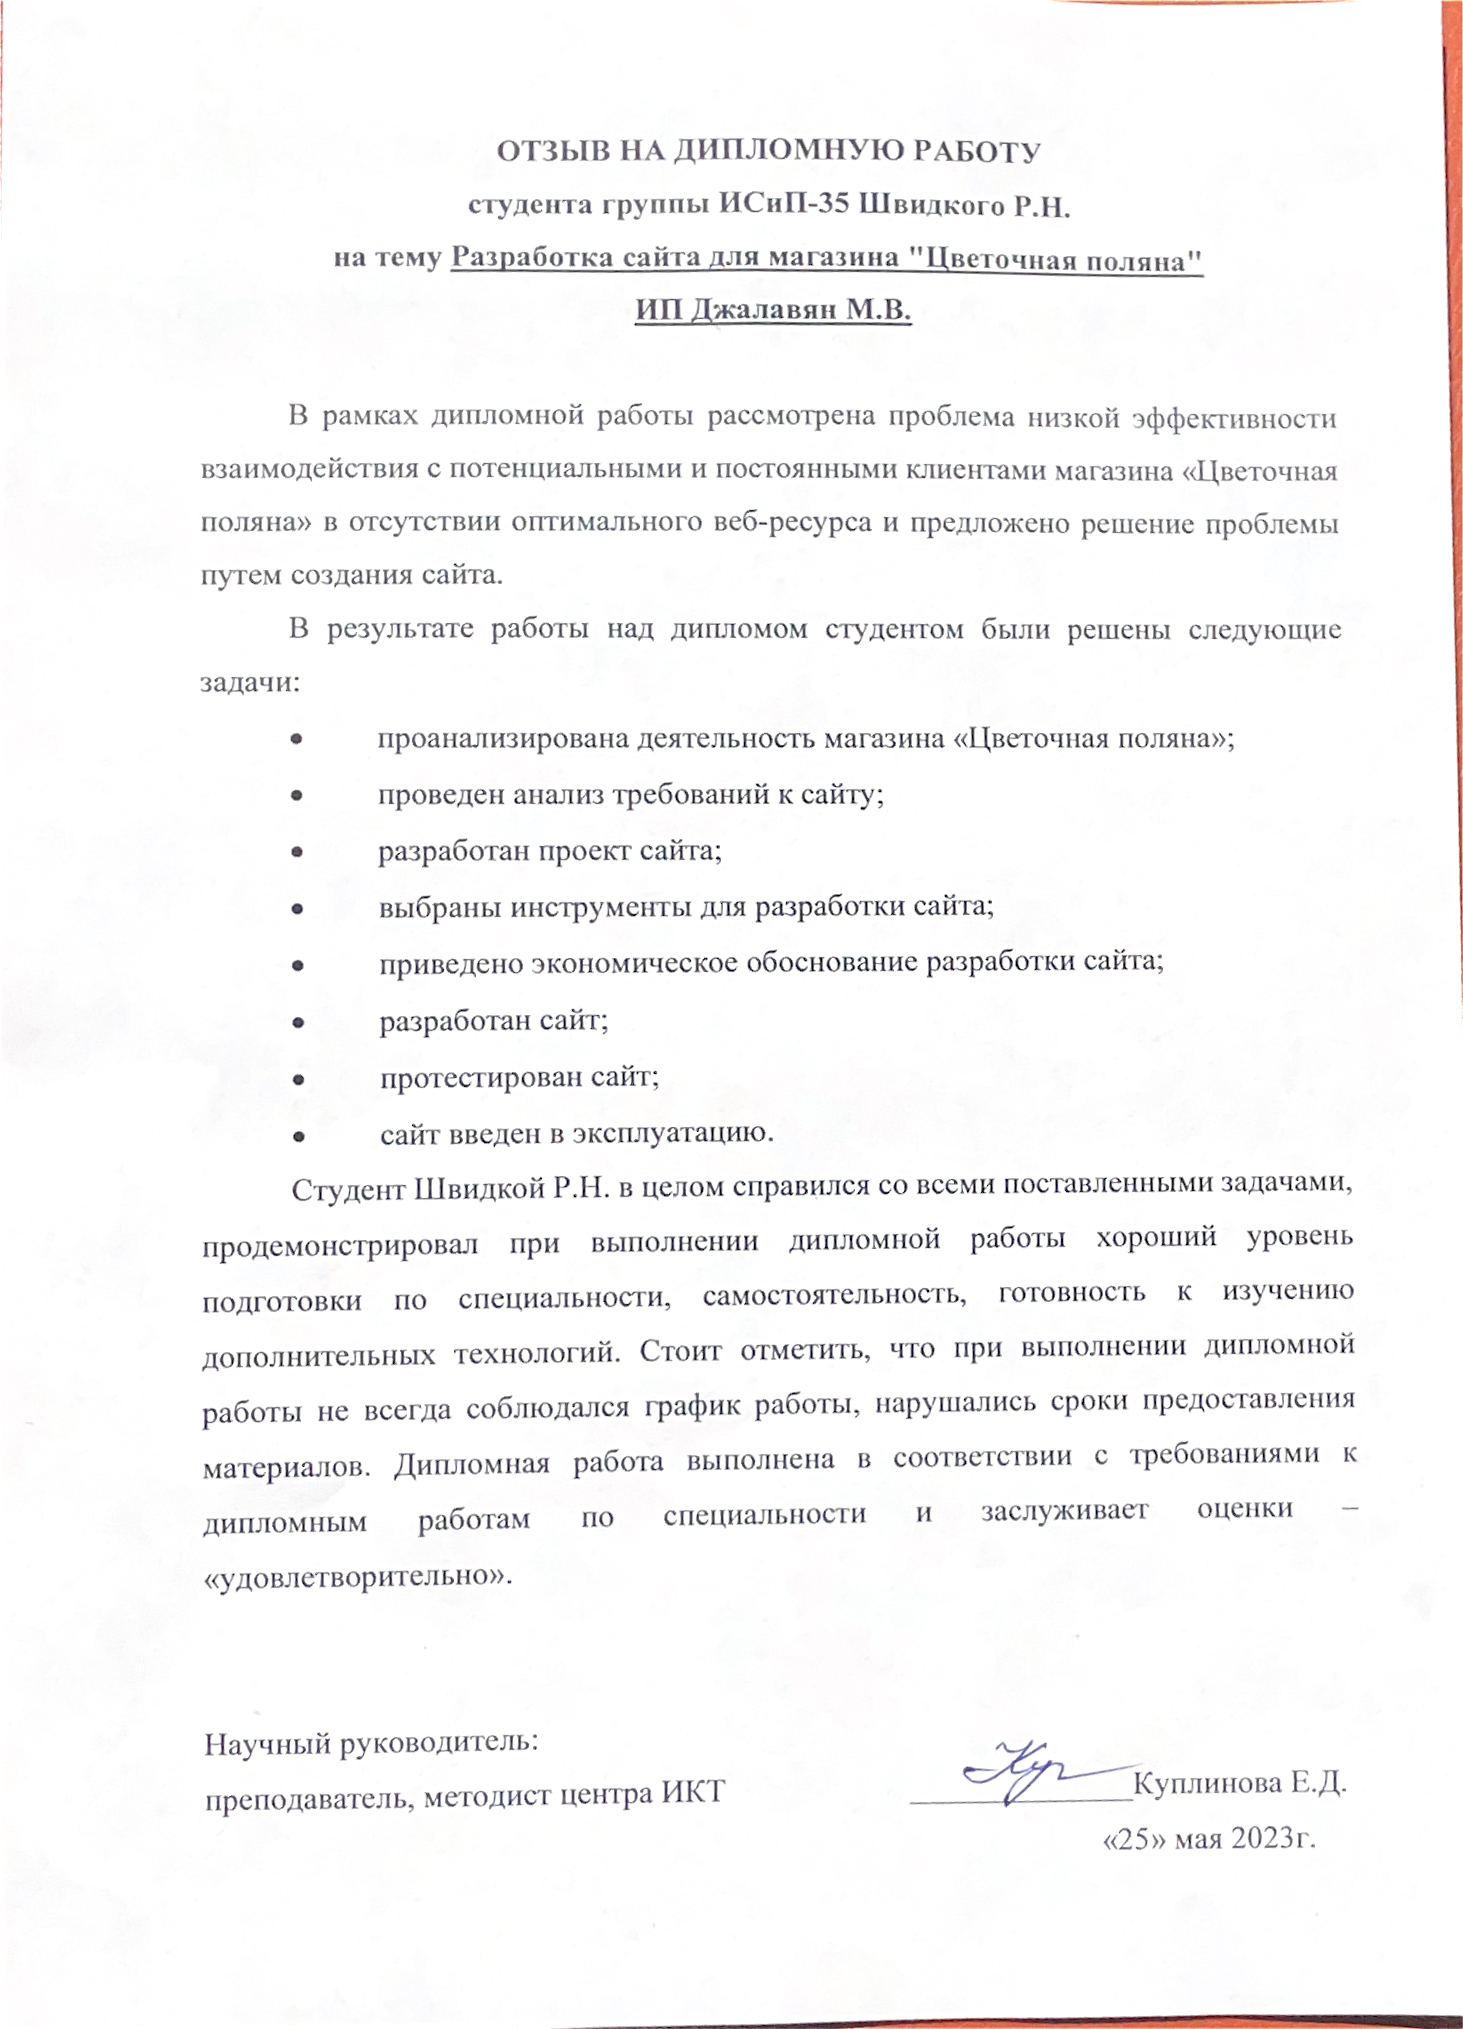 ОТЗЫВ НА ДИПЛОМНУЮ РАБОТУ
студента группы ИСиП-35 Швидкого Р.Н.
на тему Разработка сайта для магазина "Цветочная поляна"
ИП Джалавян М.В.
В рамках дипломной работы рассмотрена проблема низкой эффективности
взаимодействия с потенциальными и постоянными клиентами магазина «Цветочная
поляна» в отсутствии оптимального веб-ресурса и предложено решение проблемы
путем создания сайта.
В результате работы над дипломом студентом были решены следующие
задачи:
• проанализирована деятельность магазина «Цветочная поляна»;
• проведен анализ требований к сайту;
• разработан проект сайта;
• выбраны инструменты для разработки сайта;
• приведено экономическое обоснование разработки сайта;
• разработан сайт;
• протестирован сайт;
• сайт введен в эксплуатацию.
Студент Швидкой Р.Н. в целом справился со всеми поставленными задачами,
продемонстрировал при выполнении дипломной работы хороший уровень
подготовки по специальности, самостоятельность, готовность к изучению
дополнительных технологий. Стоит отметить, что при выполнении дипломной
работы не всегда соблюдался график работы, нарушались сроки предоставления
материалов. Дипломная работа выполнена в соответствии с требованиями к
дипломным работам по специальности и заслуживает оценки –
«удовлетворительно».
Научный руководитель:
преподаватель, методист центра ИКТ ______________Куплинова Е.Д.
«25» мая 2023г.